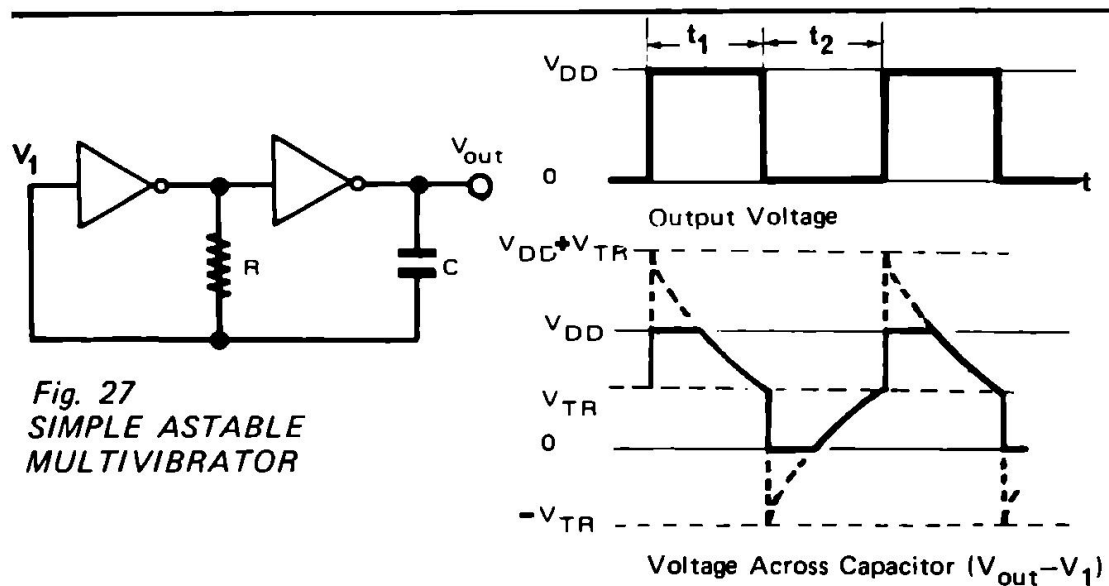 V1
Vout
R
C
Fig. 27
SIMPLE ASTABLE
MULTIVIBRATOR
t1
t2
VDD
0
t
Output Voltage
VDD+VTR
VDD
VTR
0
-VTR
Voltage Across Capacitor (Vout-V1)